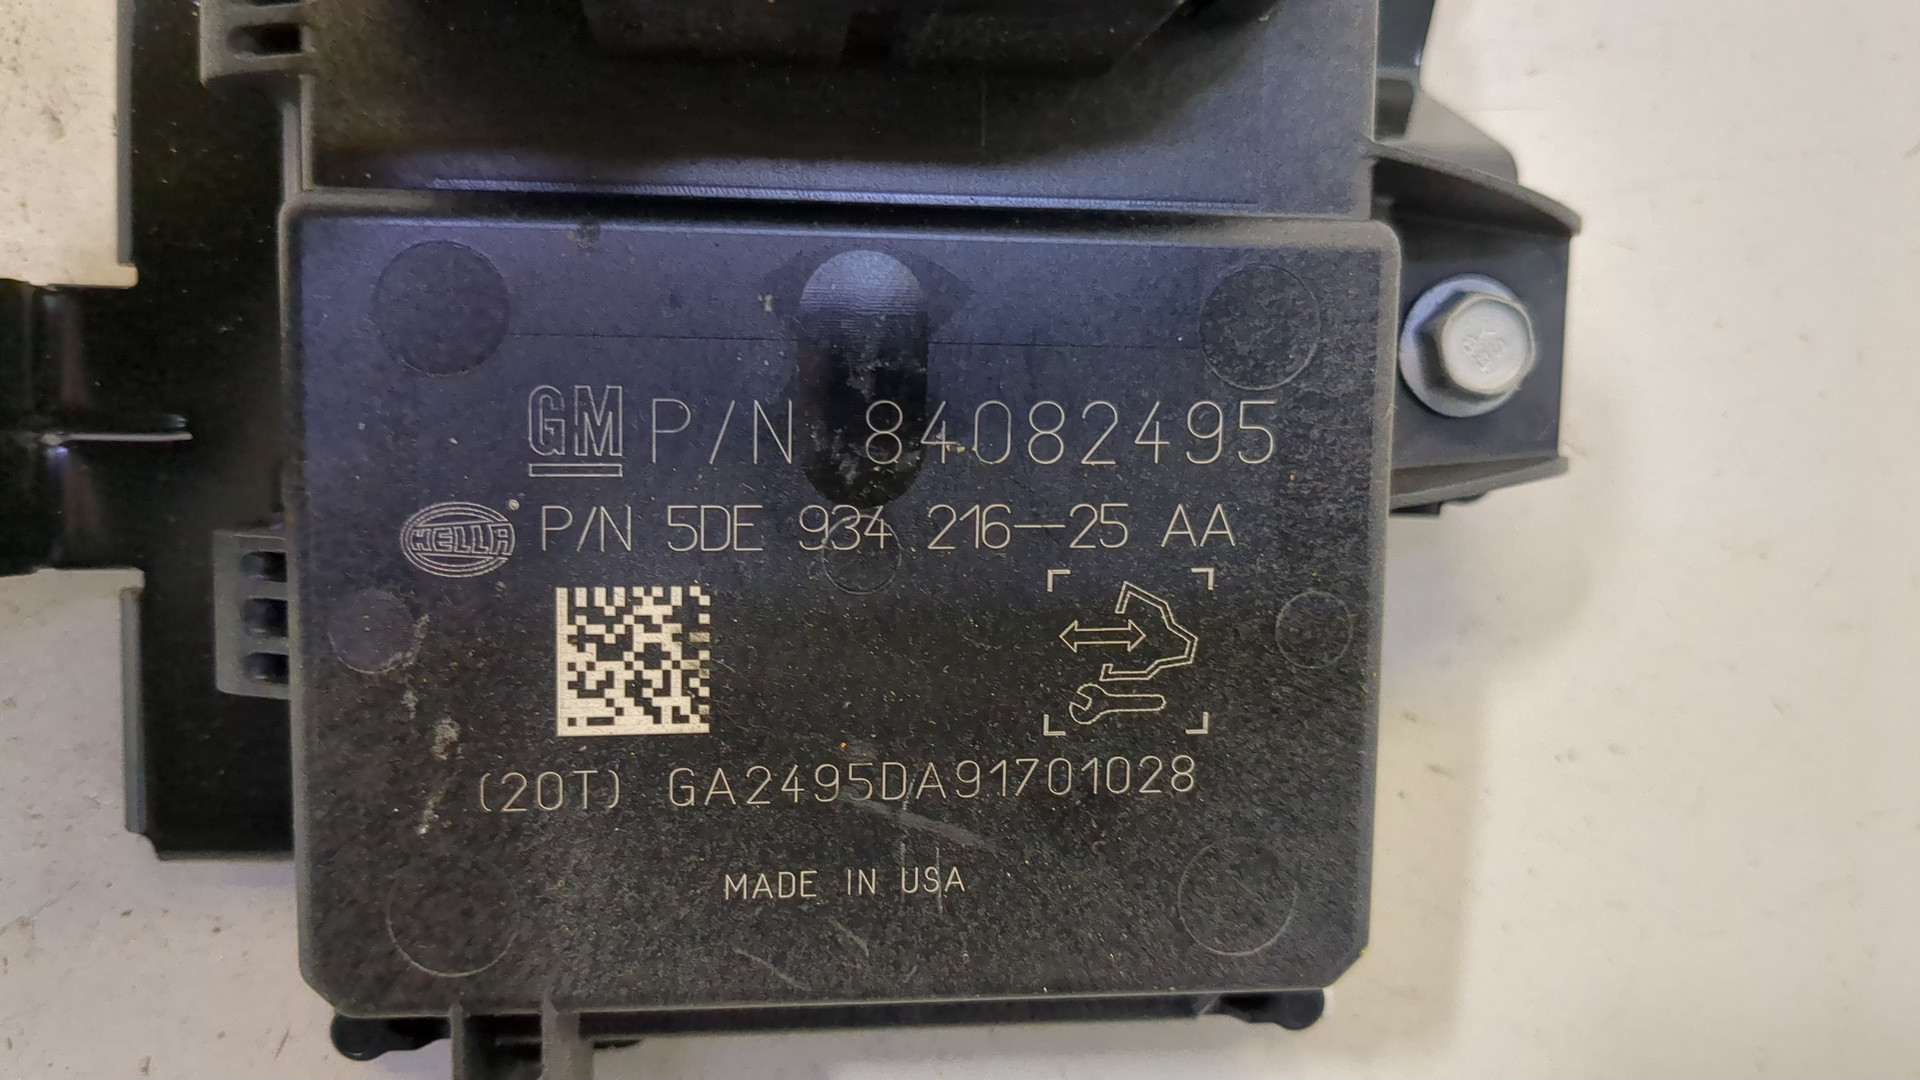 GM P/N 84082495
HELLA P/N 5DE 934 216-25 AA
(20T) GA2495DA91701028
MADE IN USA